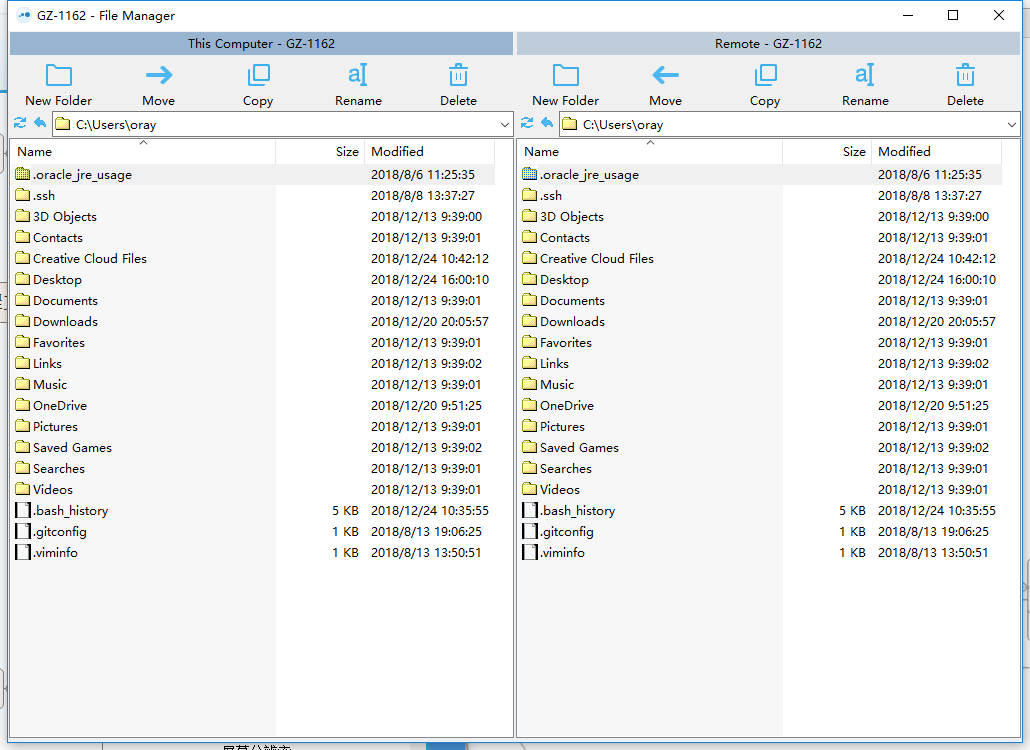 GZ-1162 - File Manager
This Computer - GZ-1162
New Folder Move Copy Rename Delete
C:\Users\oray
Name Size Modified
.oracle_jre_usage 2018/8/6 11:25:35
.ssh 2018/8/8 13:37:27
3D Objects 2018/12/13 9:39:00
Contacts 2018/12/13 9:39:01
Creative Cloud Files 2018/12/24 10:42:12
Desktop 2018/12/24 16:00:10
Documents 2018/12/13 9:39:01
Downloads 2018/12/20 20:05:57
Favorites 2018/12/13 9:39:01
Links 2018/12/13 9:39:02
Music 2018/12/13 9:39:01
OneDrive 2018/12/20 9:51:25
Pictures 2018/12/13 9:39:01
Saved Games 2018/12/13 9:39:02
Searches 2018/12/13 9:39:01
Videos 2018/12/13 9:39:01
.bash_history 5 KB 2018/12/24 10:35:55
.gitconfig 1 KB 2018/8/13 19:06:25
.viminfo 1 KB 2018/8/13 13:50:51
Remote - GZ-1162
New Folder Move Copy Rename Delete
C:\Users\oray
Name Size Modified
.oracle_jre_usage 2018/8/6 11:25:35
.ssh 2018/8/8 13:37:27
3D Objects 2018/12/13 9:39:00
Contacts 2018/12/13 9:39:01
Creative Cloud Files 2018/12/24 10:42:12
Desktop 2018/12/24 16:00:10
Documents 2018/12/13 9:39:01
Downloads 2018/12/20 20:05:57
Favorites 2018/12/13 9:39:01
Links 2018/12/13 9:39:02
Music 2018/12/13 9:39:01
OneDrive 2018/12/20 9:51:25
Pictures 2018/12/13 9:39:01
Saved Games 2018/12/13 9:39:02
Searches 2018/12/13 9:39:01
Videos 2018/12/13 9:39:01
.bash_history 5 KB 2018/12/24 10:35:55
.gitconfig 1 KB 2018/8/13 19:06:25
.viminfo 1 KB 2018/8/13 13:50:51